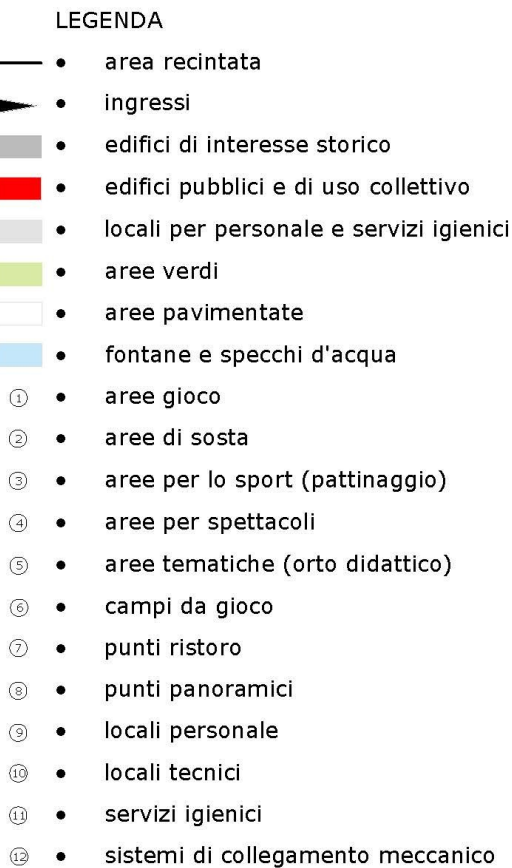 LEGENDA
• area recintata
• ingressi
• edifici di interesse storico
• edifici pubblici e di uso collettivo
• locali per personale e servizi igienici
• aree verdi
• aree pavimentate
• fontane e specchi d'acqua
① • aree gioco
② • aree di sosta
③ • aree per lo sport (pattinaggio)
④ • aree per spettacoli
⑤ • aree tematiche (orto didattico)
⑥ • campi da gioco
⑦ • punti ristoro
⑧ • punti panoramici
⑨ • locali personale
⑩ • locali tecnici
⑪ • servizi igienici
⑫ • sistemi di collegamento meccanico